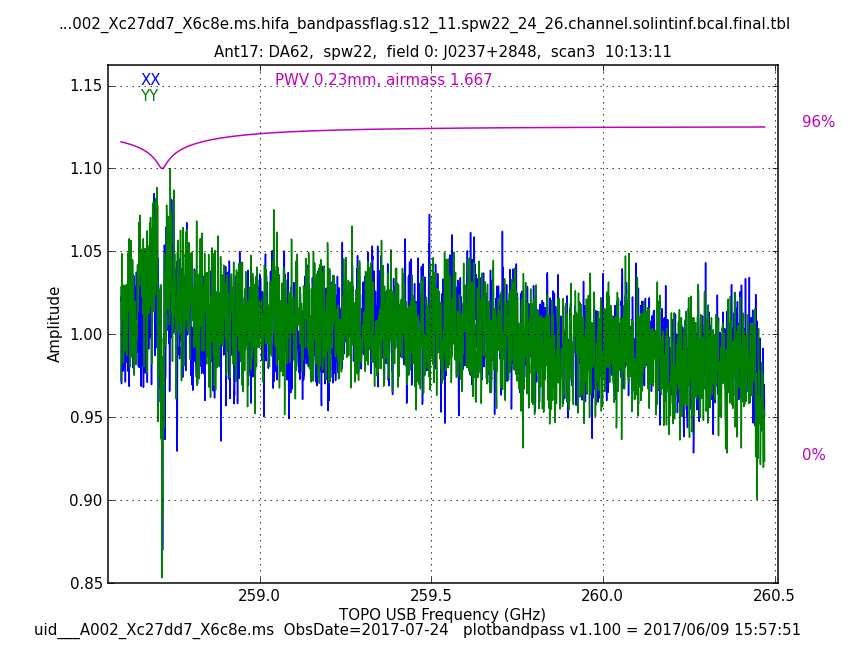 ...002_Xc27dd7_X6c8e.ms.hifa_bandpassflag.s12_11.spw22_24_26.channel.solintinf.bcal.final.tbl
Ant17: DA62,  spw22,  field 0: J0237+2848,  scan3  10:13:11
XX
YY
PWV 0.23mm, airmass 1.667
96%
0%
Amplitude
1.15
1.10
1.05
1.00
0.95
0.90
0.85
259.0
259.5
260.0
260.5
TOPO USB Frequency (GHz)
uid___A002_Xc27dd7_X6c8e.ms  ObsDate=2017-07-24   plotbandpass v1.100 = 2017/06/09 15:57:51